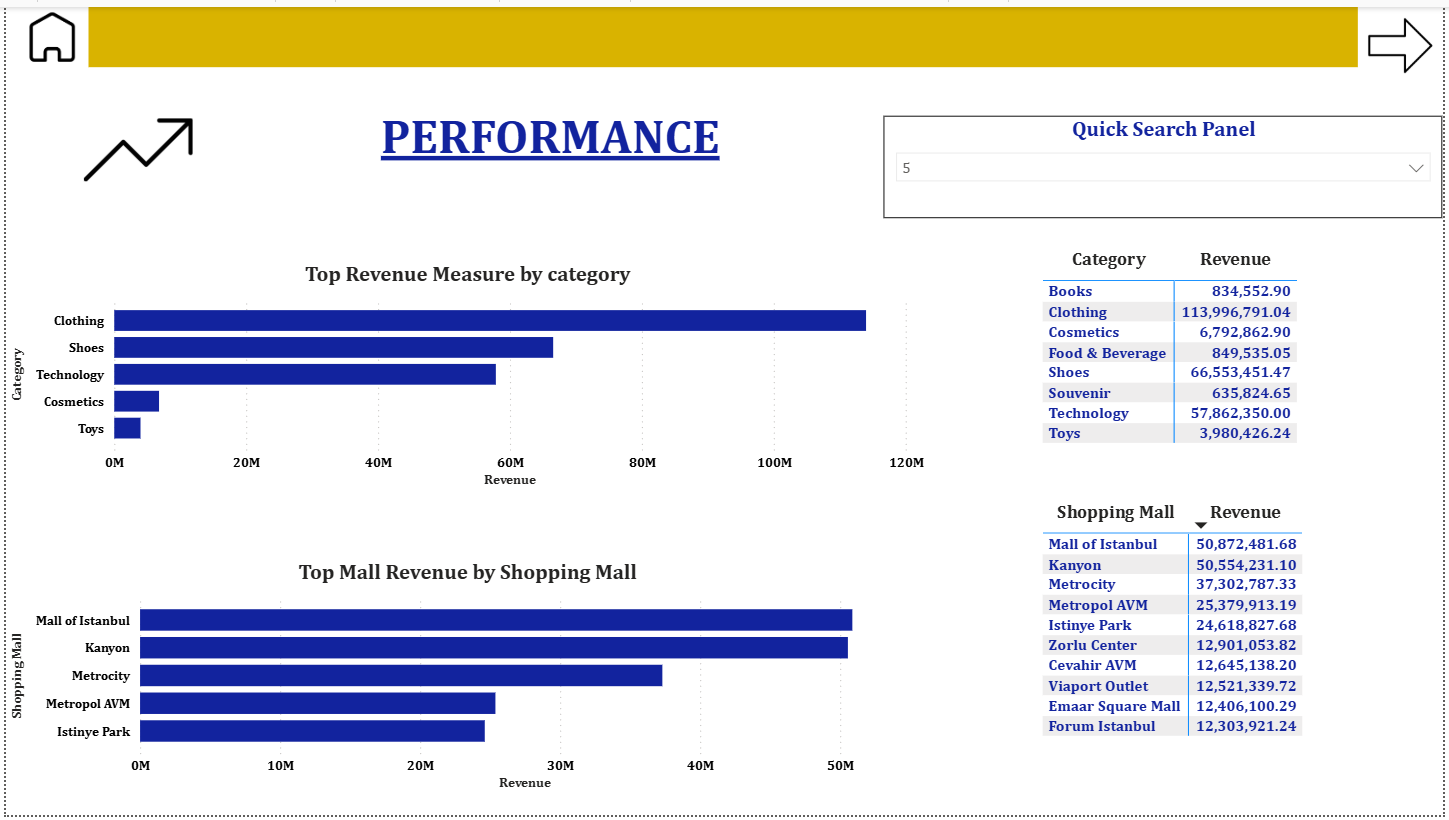 PERFORMANCE
Quick Search Panel
5
Top Revenue Measure by category
Category
Clothing
Shoes
Technology
Cosmetics
Toys
0M 20M 40M 60M 80M 100M 120M
Revenue
Category Revenue
Books 834,552.90
Clothing 113,996,791.04
Cosmetics 6,792,862.90
Food & Beverage 849,535.05
Shoes 66,553,451.47
Souvenir 635,824.65
Technology 57,862,350.00
Toys 3,980,426.24
Top Mall Revenue by Shopping Mall
Shopping Mall
Mall of Istanbul
Kanyon
Metrocity
Metropol AVM
Istinye Park
0M 10M 20M 30M 40M 50M
Revenue
Shopping Mall Revenue
Mall of Istanbul 50,872,481.68
Kanyon 50,554,231.10
Metrocity 37,302,787.33
Metropol AVM 25,379,913.19
Istinye Park 24,618,827.68
Zorlu Center 12,901,053.82
Cevahir AVM 12,645,138.20
Viaport Outlet 12,521,339.72
Emaar Square Mall 12,406,100.29
Forum Istanbul 12,303,921.24